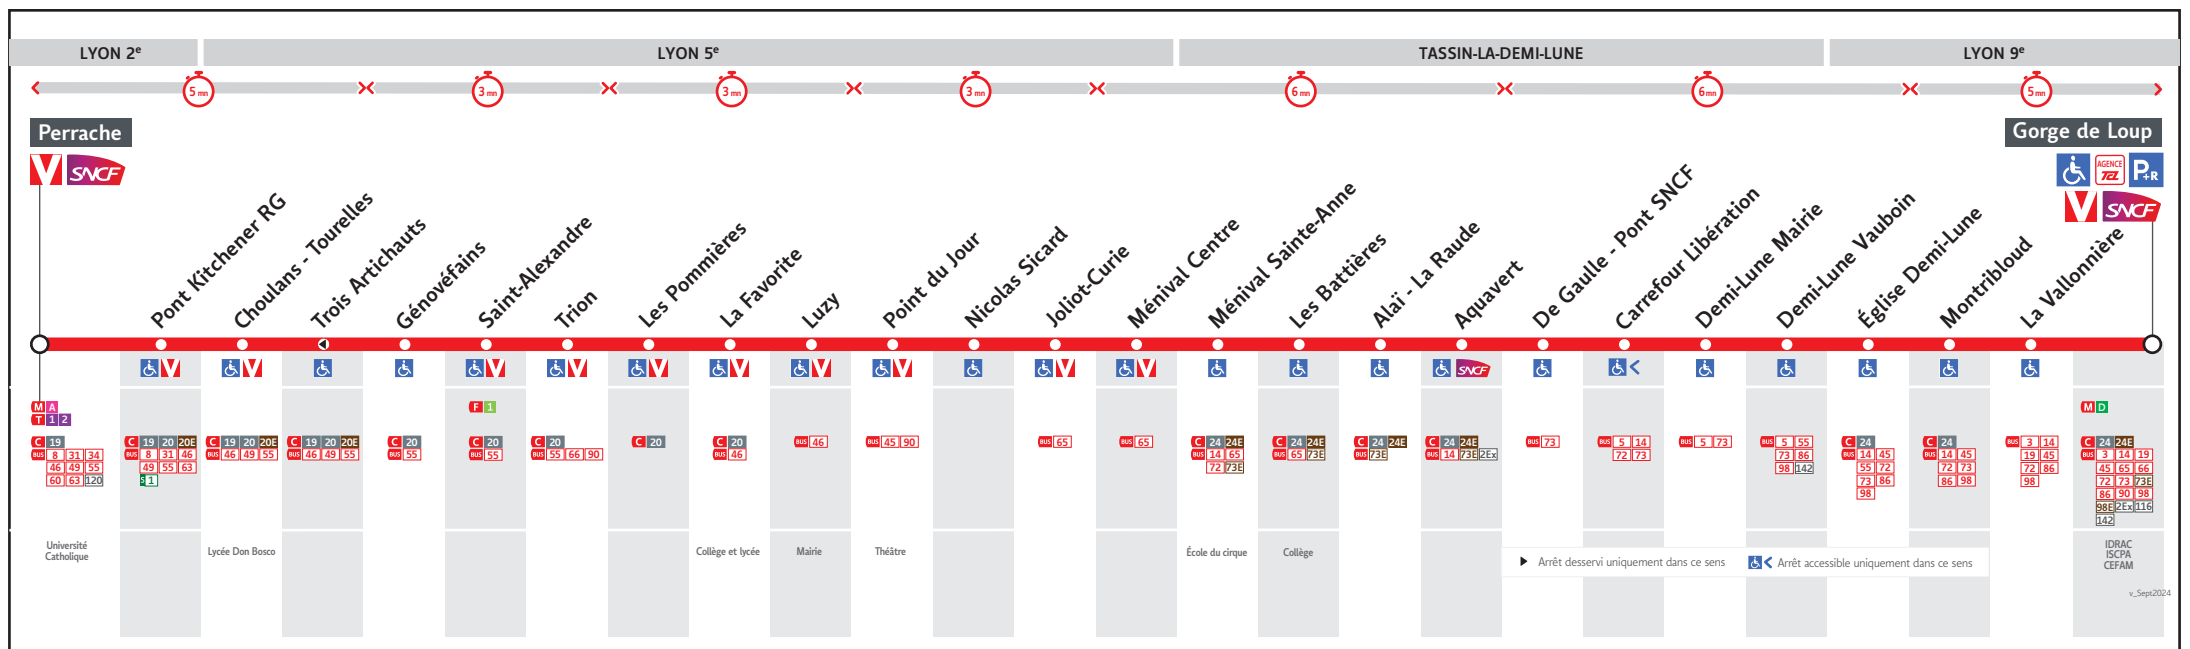 LYON 2e
LYON 5e
TASSIN-LA-DEMI-LUNE
LYON 9e
5 mn
3 mn
3 mn
3 mn
6 mn
6 mn
5 mn
Perrache
V SNCF
Gorge de Loup
AGENCE TCL P+R
V SNCF
Pont Kitchener RG
Choulans - Tourelles
Trois Artichauts
Génovéfains
Saint-Alexandre
Trion
Les Pommières
La Favorite
Luzy
Point du Jour
Nicolas Sicard
Joliot-Curie
Ménival Centre
Ménival Sainte-Anne
Les Battières
Alaï - La Raude
Aquavert
De Gaulle - Pont SNCF
Carrefour Libération
Demi-Lune Mairie
Demi-Lune Vauboin
Église Demi-Lune
Montribloud
La Vallonnière
V
V
V
V
V
V
V
V
V
V
SNCF
M A
T 1 2
C 19
BUS 8 31 34
46 49 55
60 63 120
C 19 20 20E
BUS 8 31 46
49 55 63
S 1
C 19 20 20E
BUS 46 49 55
C 19 20 20E
BUS 46 49 55
C 20
BUS 55
F 1
C 20
BUS 55
C 20
BUS 55 66 90
C 20
C 20
BUS 46
BUS 46
BUS 45 90
BUS 65
BUS 65
C 24 24E
BUS 14 65
72 73E
C 24 24E
BUS 65 73E
C 24 24E
BUS 73E
C 24 24E
BUS 14 73E 2Ex
BUS 73
BUS 5 14
72 73
BUS 5 73
BUS 5 55
73 86
98 142
C 24
BUS 14 45
55 72
73 86
98
C 24
BUS 14 45
72 73
86 98
BUS 3 14
19 45
72 86
98
M D
C 24 24E
BUS 3 14 19
45 65 66
72 73 73E
86 90 98
98E 2Ex 116
142
Université
Catholique
Lycée Don Bosco
Collège et lycée
Mairie
Théâtre
École du cirque
Collège
Arrêt desservi uniquement dans ce sens
Arrêt accessible uniquement dans ce sens
IDRAC
ISCPA
CEFAM
v_Sept2024